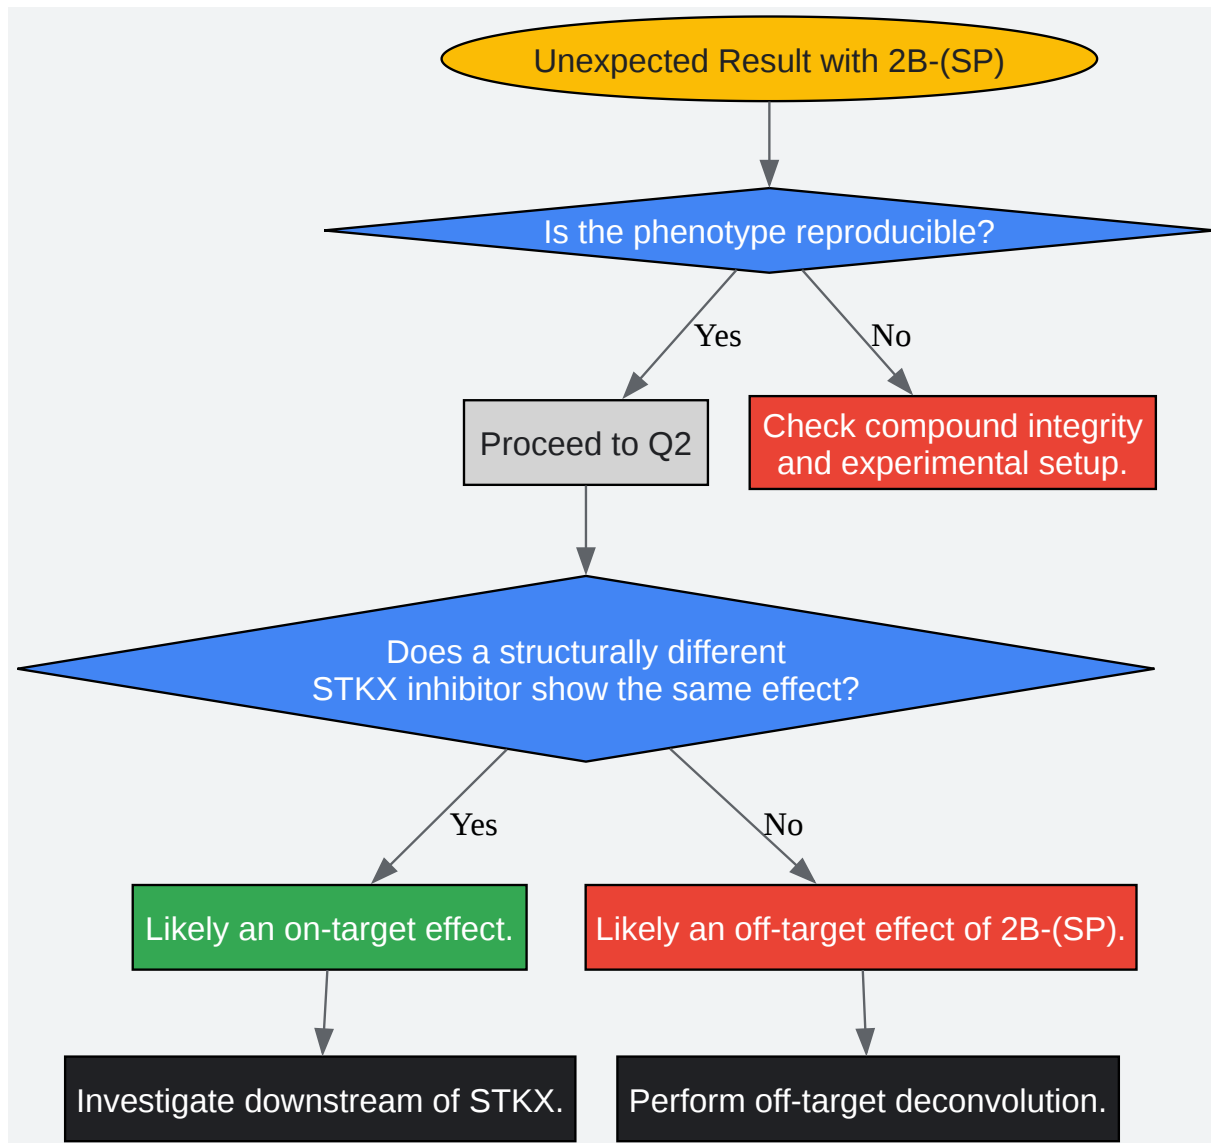 Unexpected Result with 2B-(SP)
Is the phenotype reproducible?
Yes
No
Proceed to Q2
Check compound integrity
and experimental setup.
Does a structurally different
STKX inhibitor show the same effect?
Yes
No
Likely an on-target effect.
Likely an off-target effect of 2B-(SP).
Investigate downstream of STKX.
Perform off-target deconvolution.